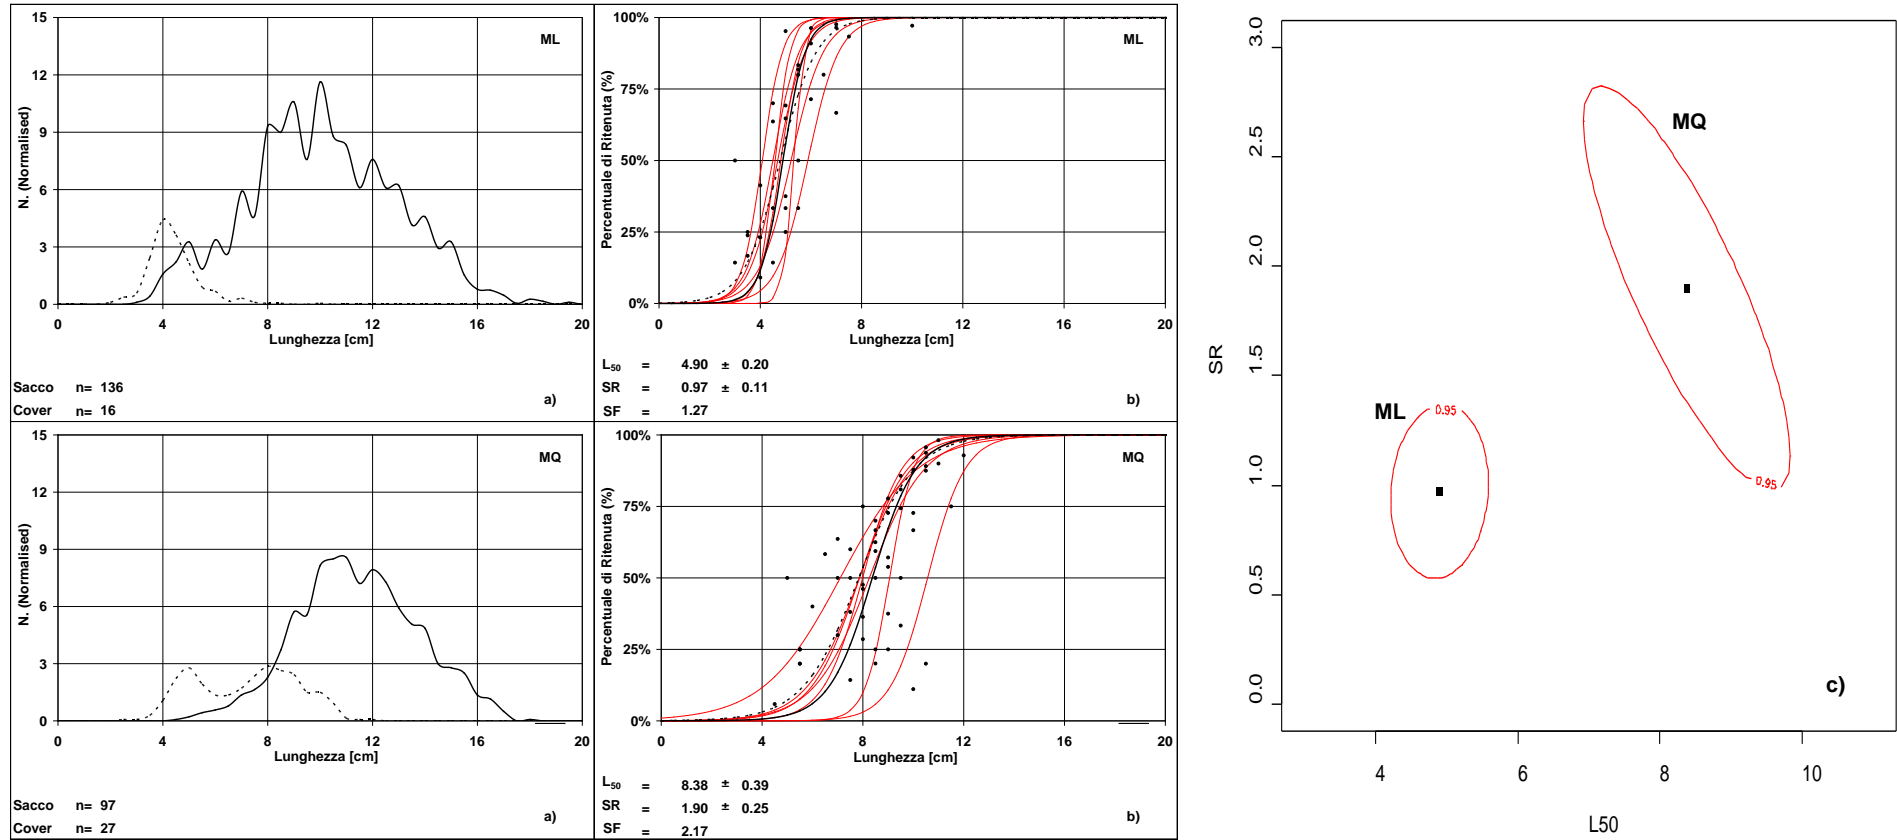 15
12
9
6
3
0
N. (Normalised)
ML
0 4 8 12 16 20
Lunghezza [cm]
Sacco n= 136
Cover n= 16
a)
100%
75%
50%
25%
0%
Percentuale di Ritenuta (%)
ML
0 4 8 12 16 20
Lunghezza [cm]
L50 = 4.90 ± 0.20
SR = 0.97 ± 0.11
SF = 1.27
b)
15
12
9
6
3
0
N. (Normalised)
MQ
0 4 8 12 16 20
Lunghezza [cm]
Sacco n= 97
Cover n= 27
a)
100%
75%
50%
25%
0%
Percentuale di Ritenuta (%)
MQ
0 4 8 12 16 20
Lunghezza [cm]
L50 = 8.38 ± 0.39
SR = 1.90 ± 0.25
SF = 2.17
b)
3.0
2.5
2.0
1.5
1.0
0.5
0.0
SR
MQ
0.95
ML
0.95
c)
4 6 8 10
L50